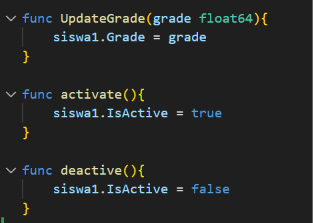 func UpdateGrade(grade float64){
siswa1.Grade = grade
}
func activate(){
siswa1.IsActive = true
}
func deactive(){
siswa1.IsActive = false
}